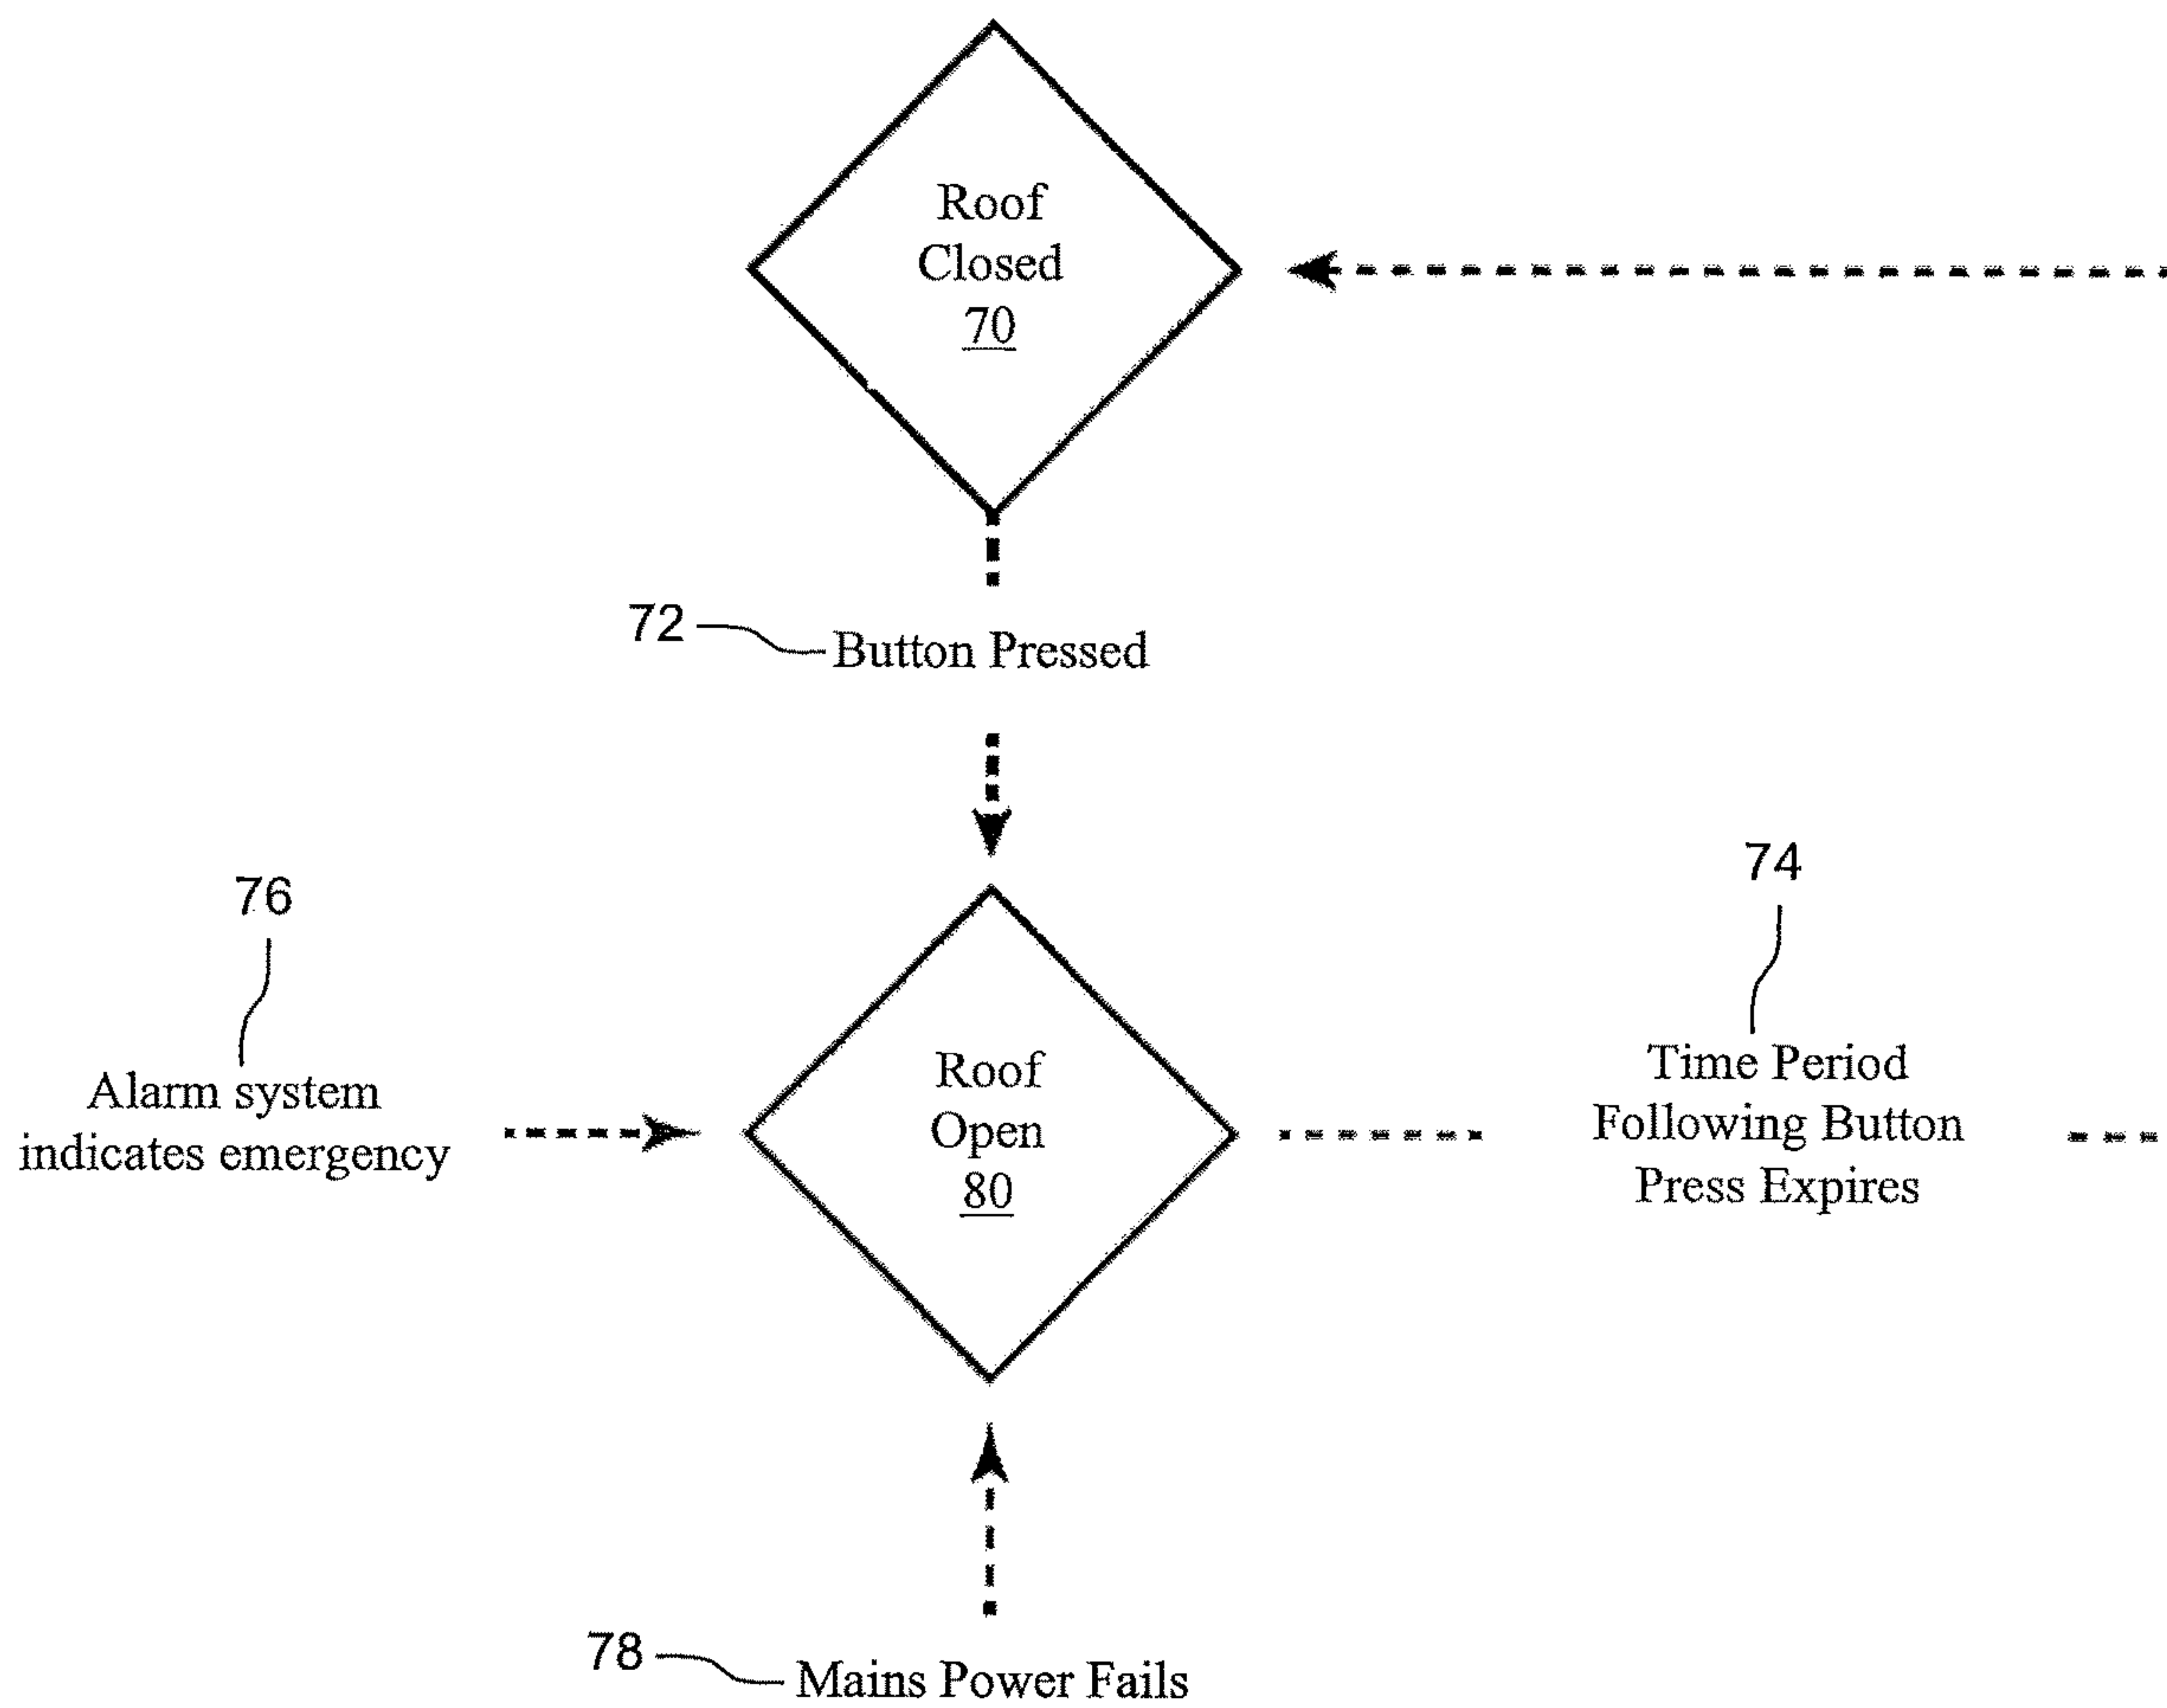 Roof
Closed
70
72
Button Pressed
76
Alarm system
indicates emergency
Roof
Open
80
74
Time Period
Following Button
Press Expires
78
Mains Power Fails